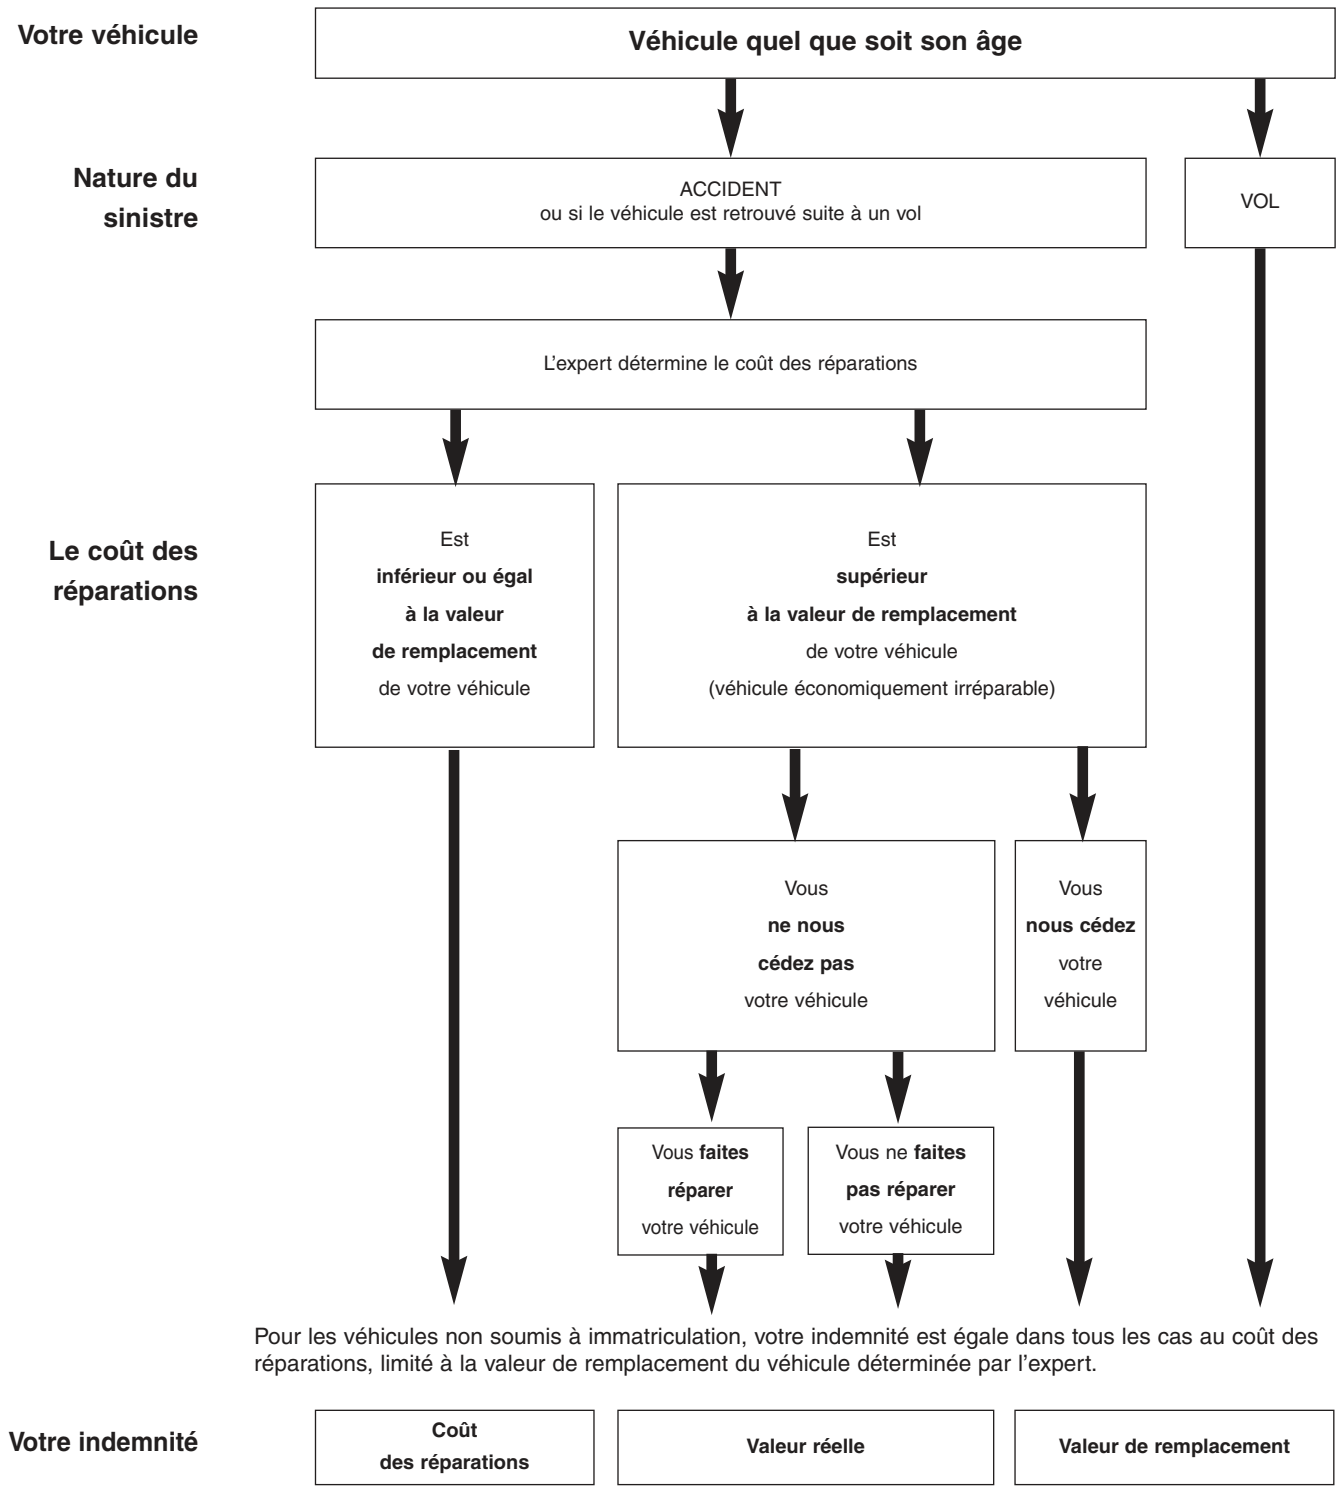 Votre véhicule
Véhicule quel que soit son âge
Nature du
sinistre
ACCIDENT
ou si le véhicule est retrouvé suite à un vol
VOL
L'expert détermine le coût des réparations
Le coût des
réparations
Est
inférieur ou égal
à la valeur
de remplacement
de votre véhicule
Est
supérieur
à la valeur de remplacement
de votre véhicule
(véhicule économiquement irréparable)
Vous
ne nous
cédez pas
votre véhicule
Vous
nous cédez
votre
véhicule
Vous faites
réparer
votre véhicule
Vous ne faites
pas réparer
votre véhicule
Pour les véhicules non soumis à immatriculation, votre indemnité est égale dans tous les cas au coût des
réparations, limité à la valeur de remplacement du véhicule déterminée par l'expert.
Votre indemnité
Coût
des réparations
Valeur réelle
Valeur de remplacement